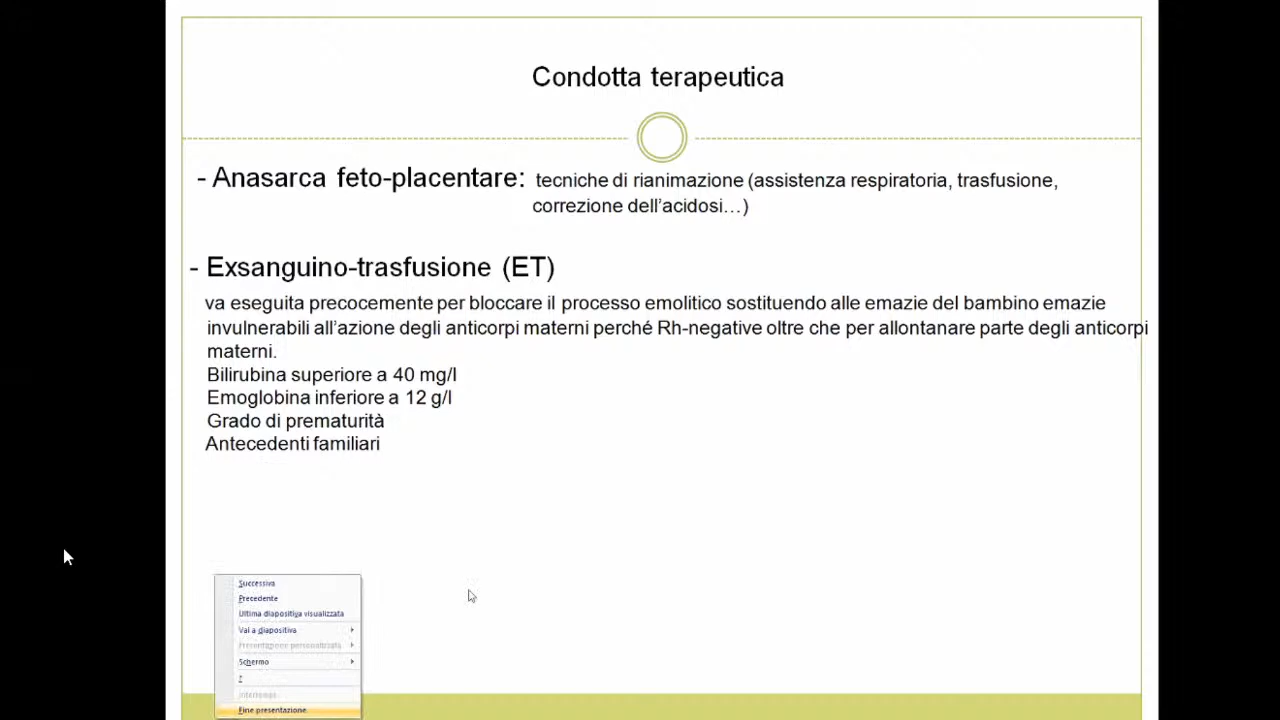 Condotta terapeutica
- Anasarca feto-placentare: tecniche di rianimazione (assistenza respiratoria, trasfusione,
correzione dell'acidosi…)
- Exsanguino-trasfusione (ET)
va eseguita precocemente per bloccare il processo emolitico sostituendo alle emazie del bambino emazie
invulnerabili all'azione degli anticorpi materni perché Rh-negative oltre che per allontanare parte degli anticorpi
materni.
Bilirubina superiore a 40 mg/l
Emoglobina inferiore a 12 g/l
Grado di prematurità
Antecedenti familiari
Successiva
Precedente
Ultima diapositiva visualizzata
Vai a diapositiva
Presentazione personalizzata
Schermo
?
Fine presentazione